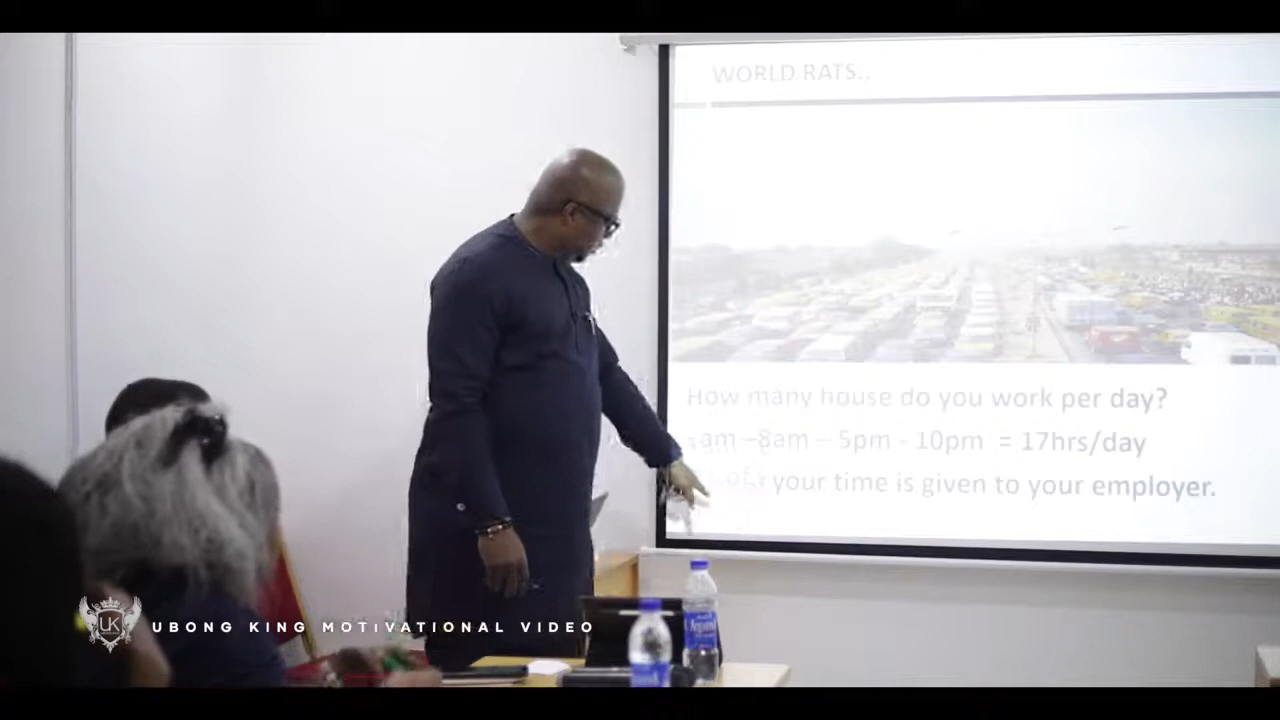 WORLD RATS..
How many house do you work per day?
am – 8am – 5pm - 10pm = 17hrs/day
your time is given to your employer.
UK
UBONG KING MOTIVATIONAL VIDEO